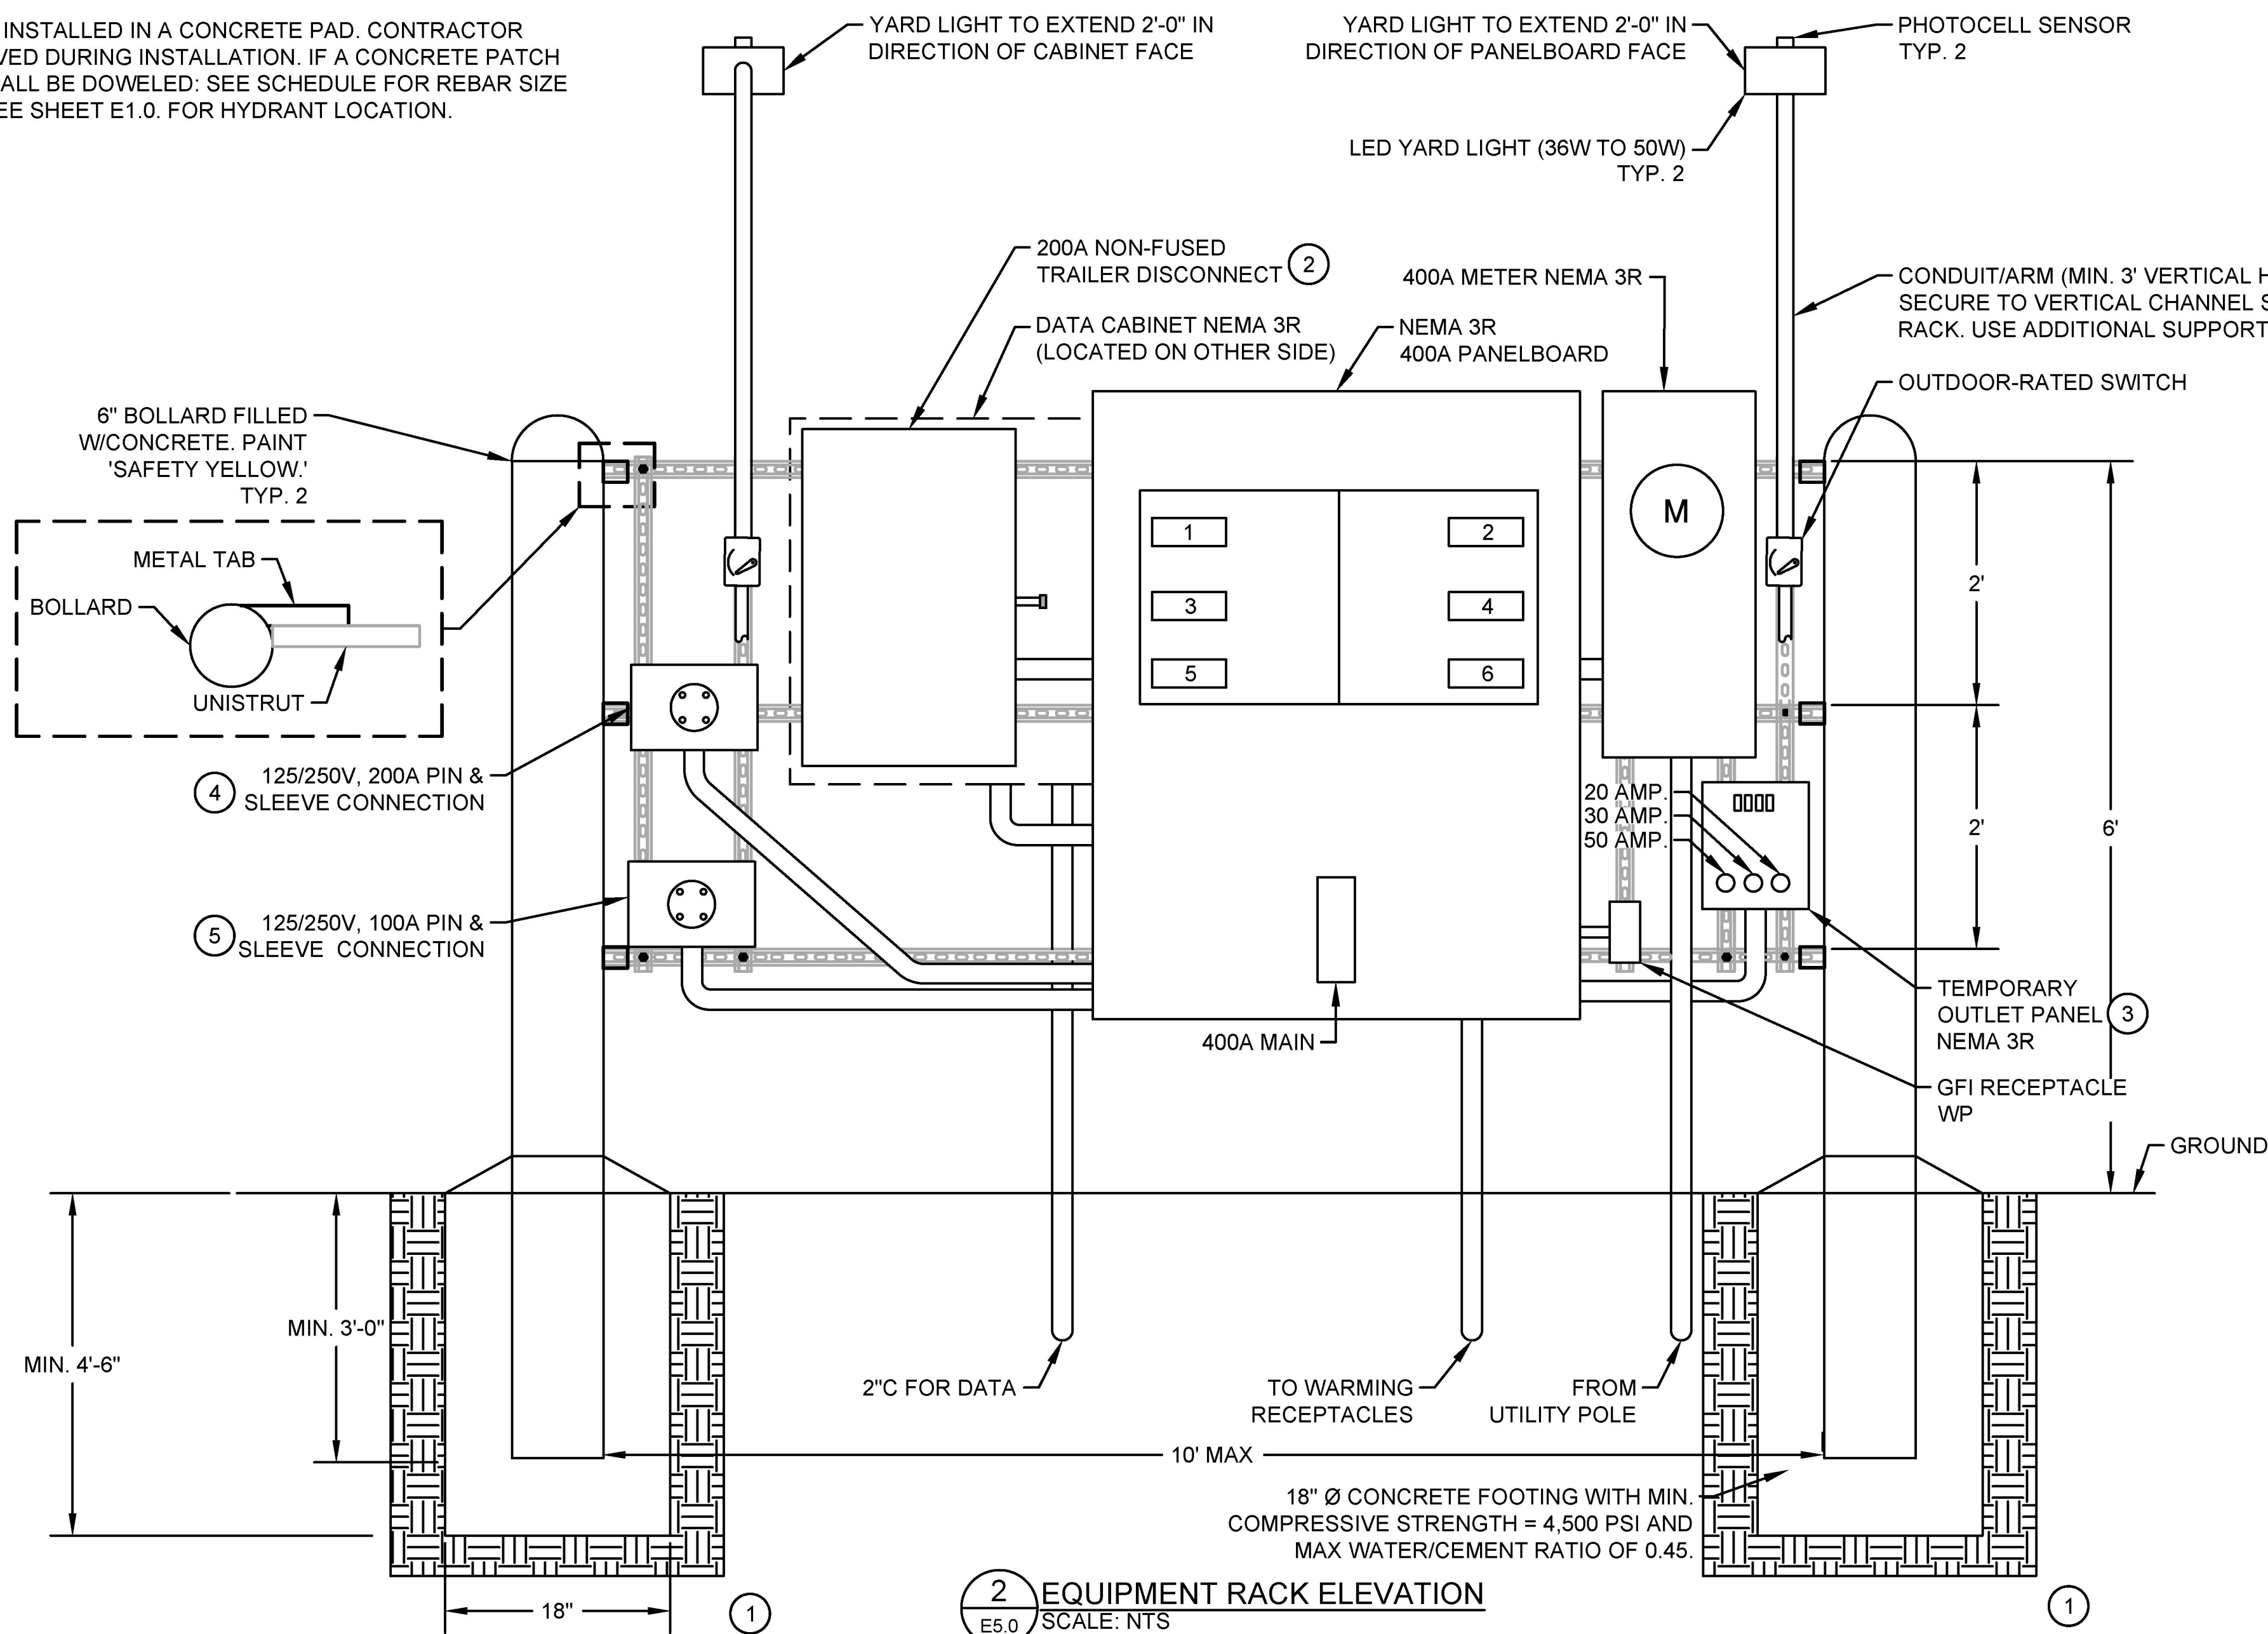 INSTALLED IN A CONCRETE PAD. CONTRACTOR
VED DURING INSTALLATION. IF A CONCRETE PATCH
ALL BE DOWELED: SEE SCHEDULE FOR REBAR SIZE
EE SHEET E1.0. FOR HYDRANT LOCATION.
YARD LIGHT TO EXTEND 2'-0" IN
DIRECTION OF CABINET FACE
YARD LIGHT TO EXTEND 2'-0" IN
DIRECTION OF PANELBOARD FACE
PHOTOCELL SENSOR
TYP. 2
LED YARD LIGHT (36W TO 50W)
TYP. 2
200A NON-FUSED
TRAILER DISCONNECT
2
400A METER NEMA 3R
CONDUIT/ARM (MIN. 3' VERTICAL
SECURE TO VERTICAL CHANNEL
RACK. USE ADDITIONAL SUPPORT
DATA CABINET NEMA 3R
(LOCATED ON OTHER SIDE)
NEMA 3R
400A PANELBOARD
OUTDOOR-RATED SWITCH
6" BOLLARD FILLED
W/CONCRETE. PAINT
'SAFETY YELLOW.'
TYP. 2
METAL TAB
BOLLARD
UNISTRUT
1
2
3
4
5
6
M
2'
2'
6'
4
125/250V, 200A PIN &
SLEEVE CONNECTION
20 AMP.
30 AMP.
50 AMP.
5
125/250V, 100A PIN &
SLEEVE CONNECTION
400A MAIN
TEMPORARY
OUTLET PANEL
NEMA 3R
3
GFI RECEPTACLE
WP
GROUND
MIN. 3'-0"
MIN. 4'-6"
2"C FOR DATA
TO WARMING
RECEPTACLES
FROM
UTILITY POLE
10' MAX
18" Ø CONCRETE FOOTING WITH MIN.
COMPRESSIVE STRENGTH = 4,500 PSI AND
MAX WATER/CEMENT RATIO OF 0.45.
18"
1
2
E5.0
EQUIPMENT RACK ELEVATION
SCALE: NTS
1